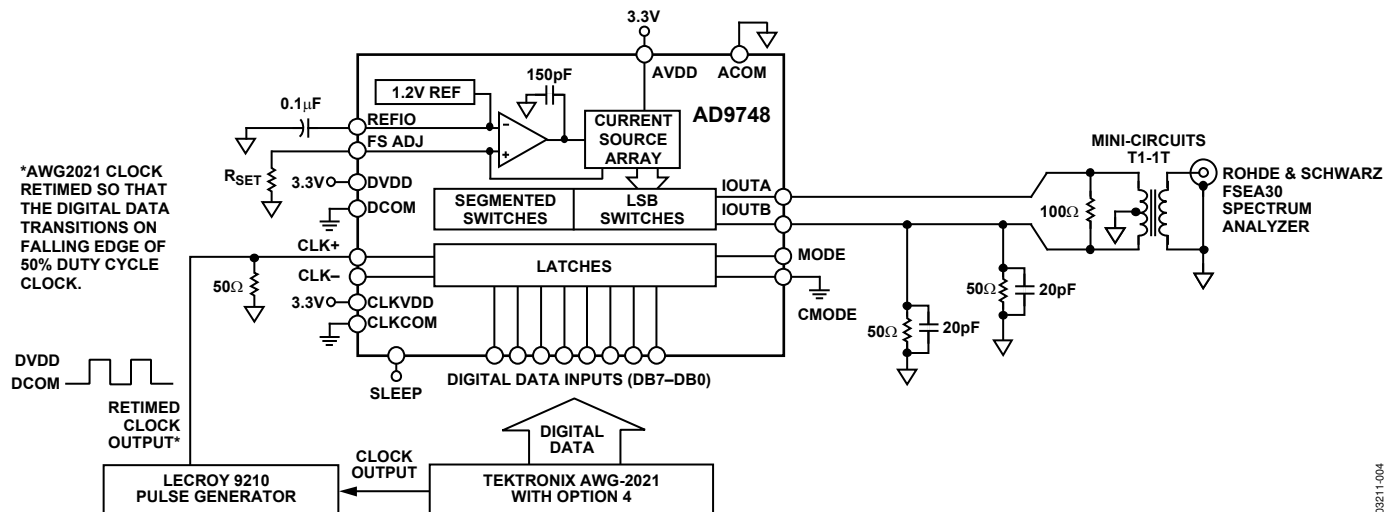 3.3V
150pF
AVDD
ACOM
1.2V REF
AD9748
0.1µF
REFIO
FS ADJ
CURRENT
SOURCE
ARRAY
MINI-CIRCUITS
T1-1T
*AWG2021 CLOCK
RETIMED SO THAT
THE DIGITAL DATA
TRANSITIONS ON
FALLING EDGE OF
50% DUTY CYCLE
CLOCK.
RSET
3.3V
DVDD
DCOM
SEGMENTED
SWITCHES
LSB
SWITCHES
IOUTA
IOUTB
100Ω
ROHDE & SCHWARZ
FSEA30
SPECTRUM
ANALYZER
CLK+
CLK–
50Ω
LATCHES
MODE
CMODE
3.3V
CLKVDD
CLKCOM
50Ω
20pF
50Ω
20pF
DVDD
DCOM
SLEEP
DIGITAL DATA INPUTS (DB7–DB0)
RETIMED
CLOCK
OUTPUT*
DIGITAL
DATA
CLOCK
OUTPUT
LECROY 9210
PULSE GENERATOR
TEKTRONIX AWG-2021
WITH OPTION 4
03211-004